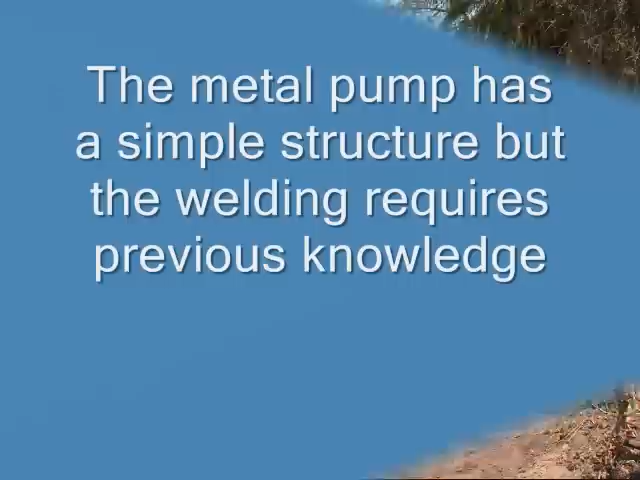 The metal pump has
a simple structure but
the welding requires
previous knowledge